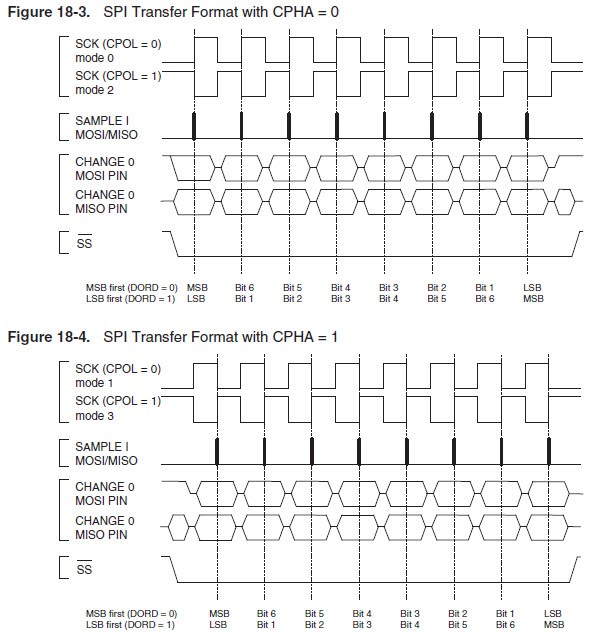 Figure 18-3. SPI Transfer Format with CPHA = 0
SCK (CPOL = 0)
mode 0
SCK (CPOL = 1)
mode 2
SAMPLE I
MOSI/MISO
CHANGE 0
MOSI PIN
CHANGE 0
MISO PIN
SS
MSB first (DORD = 0) MSB Bit 6 Bit 5 Bit 4 Bit 3 Bit 2 Bit 1 LSB
LSB first (DORD = 1) LSB Bit 1 Bit 2 Bit 3 Bit 4 Bit 5 Bit 6 MSB
Figure 18-4. SPI Transfer Format with CPHA = 1
SCK (CPOL = 0)
mode 1
SCK (CPOL = 1)
mode 3
SAMPLE I
MOSI/MISO
CHANGE 0
MOSI PIN
CHANGE 0
MISO PIN
SS
MSB first (DORD = 0) MSB Bit 6 Bit 5 Bit 4 Bit 3 Bit 2 Bit 1 LSB
LSB first (DORD = 1) LSB Bit 1 Bit 2 Bit 3 Bit 4 Bit 5 Bit 6 MSB